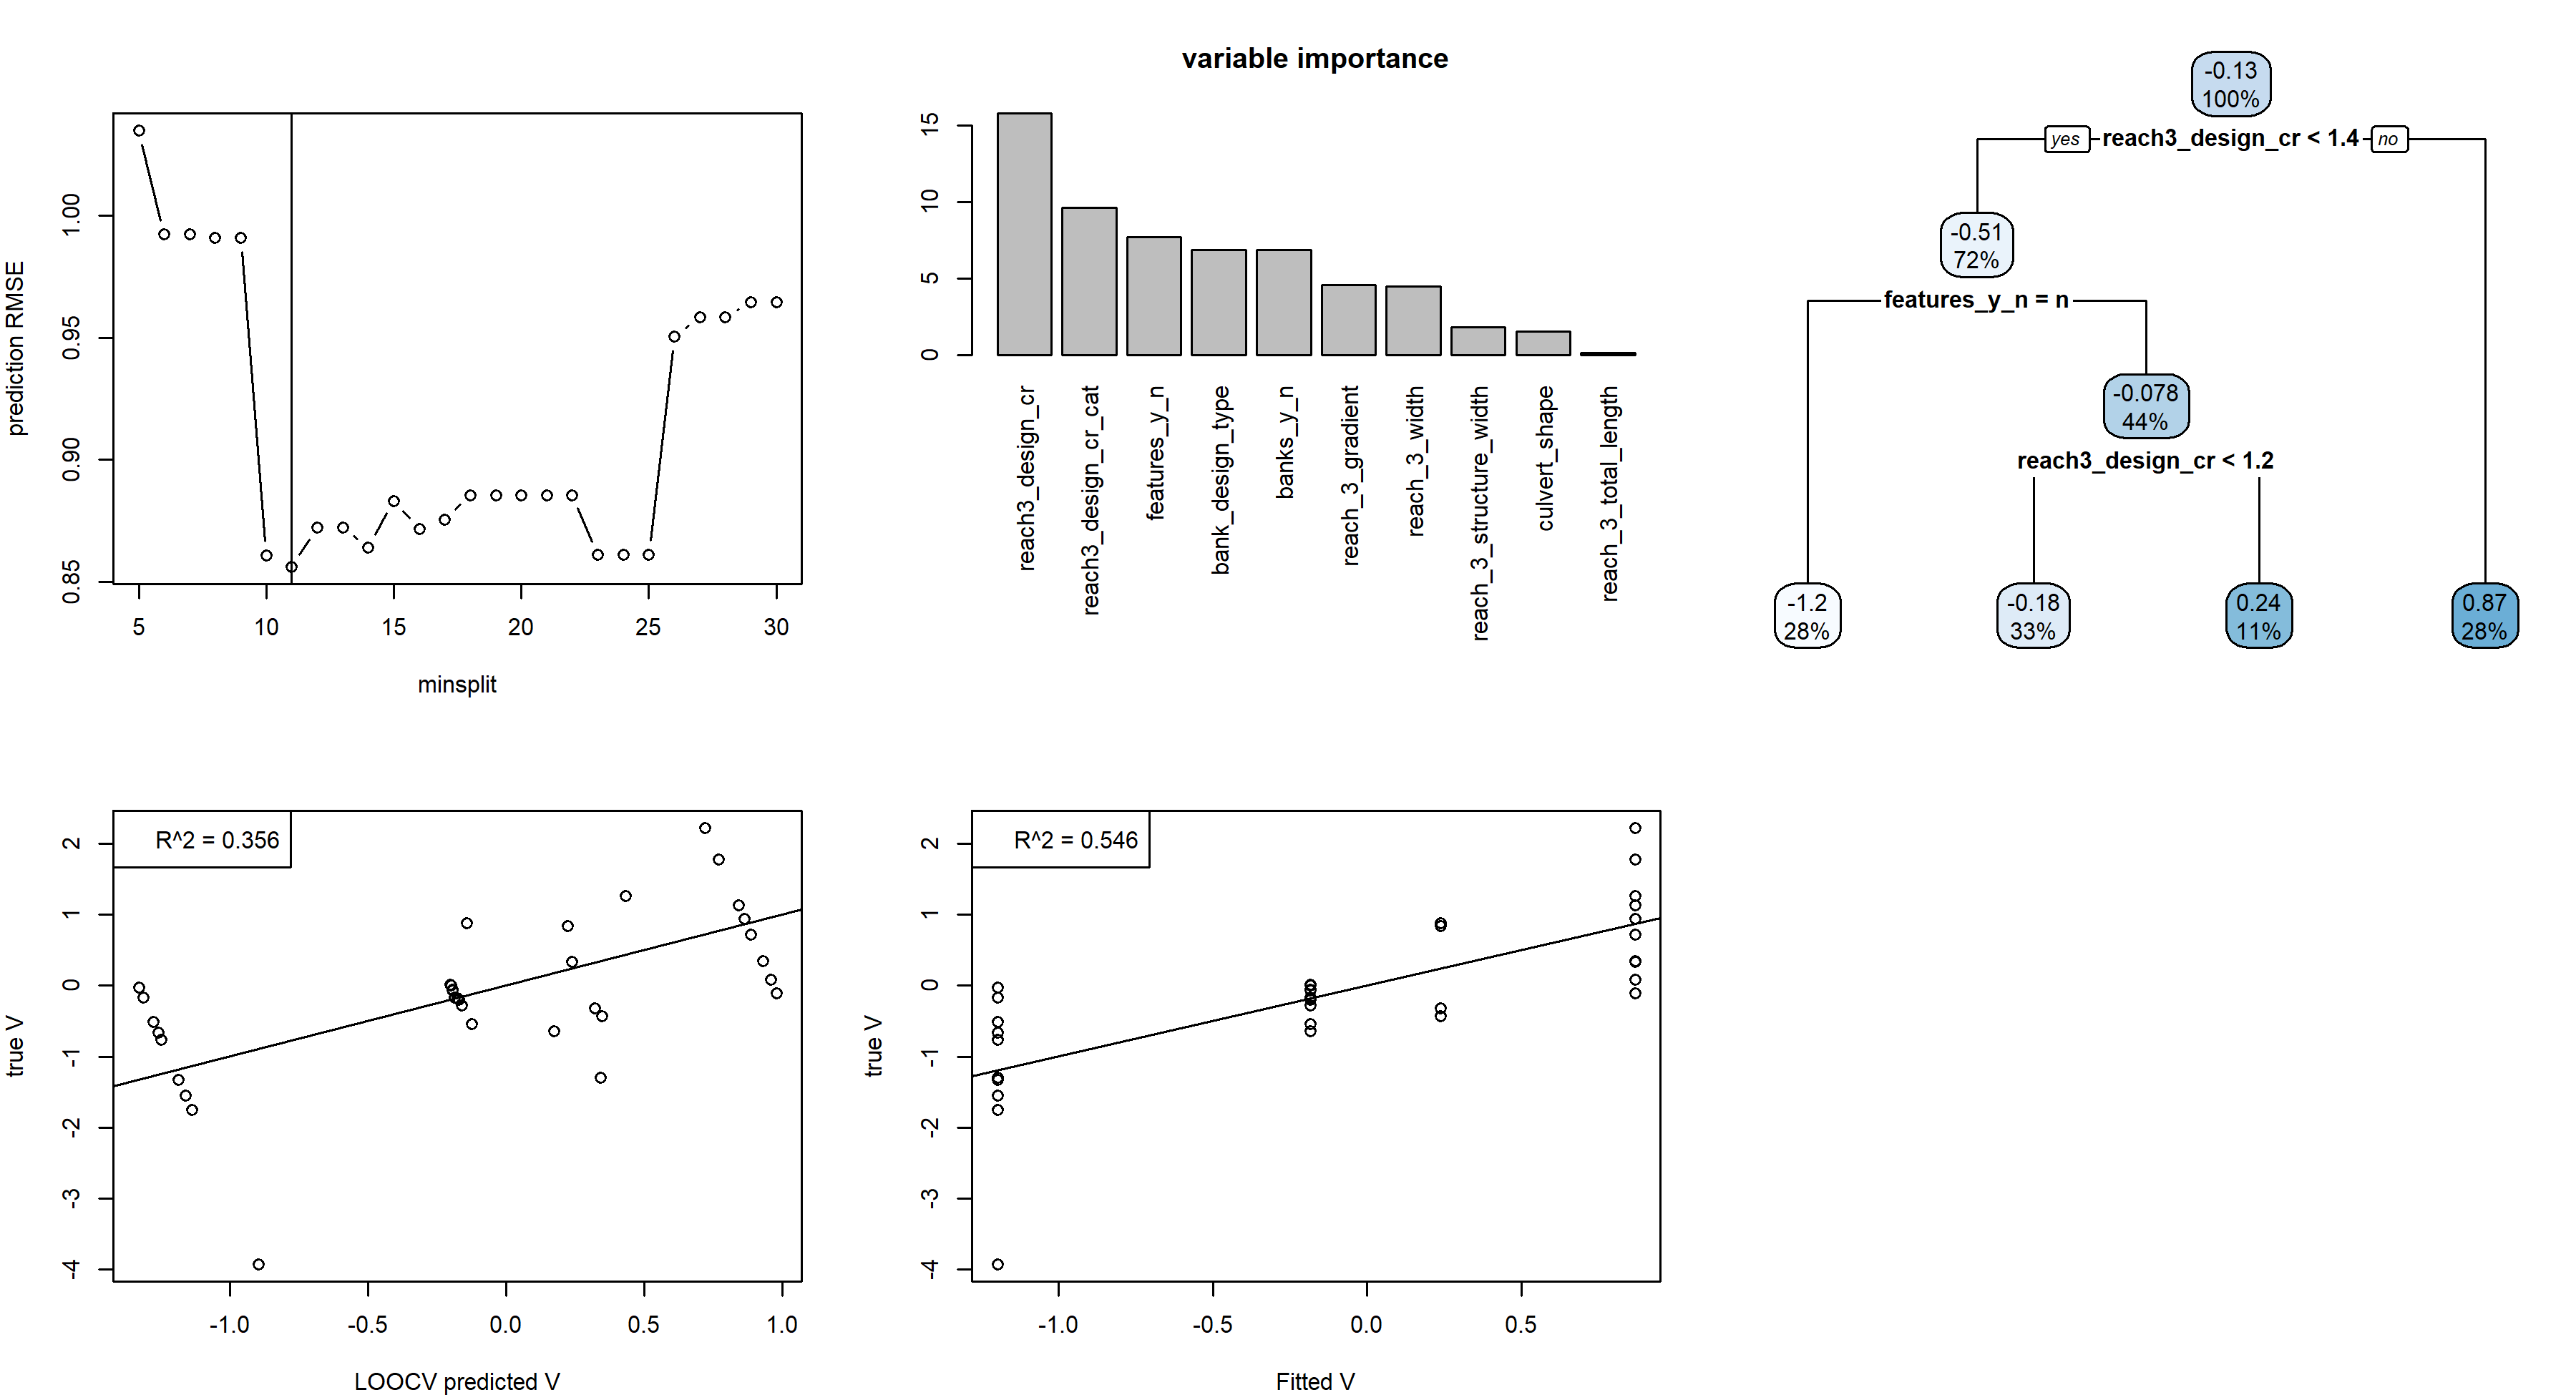 prediction RMSE
1.00
0.95
0.90
0.85
5
10
15
20
25
30
minsplit
variable importance
15
10
5
0
reach3_design_cr
reach3_design_cr_cat
features_y_n
bank_design_type
banks_y_n
reach_3_gradient
reach_3_width
reach_3_structure_width
culvert_shape
reach_3_total_length
-0.13
100%
yes
reach3_design_cr < 1.4
no
-0.51
72%
features_y_n = n
-0.078
44%
reach3_design_cr < 1.2
-1.2
28%
-0.18
33%
0.24
11%
0.87
28%
R^2 = 0.356
true V
2
1
0
-1
-2
-3
-4
-1.0
-0.5
0.0
0.5
1.0
LOOCV predicted V
R^2 = 0.546
true V
2
1
0
-1
-2
-3
-4
-1.0
-0.5
0.0
0.5
Fitted V